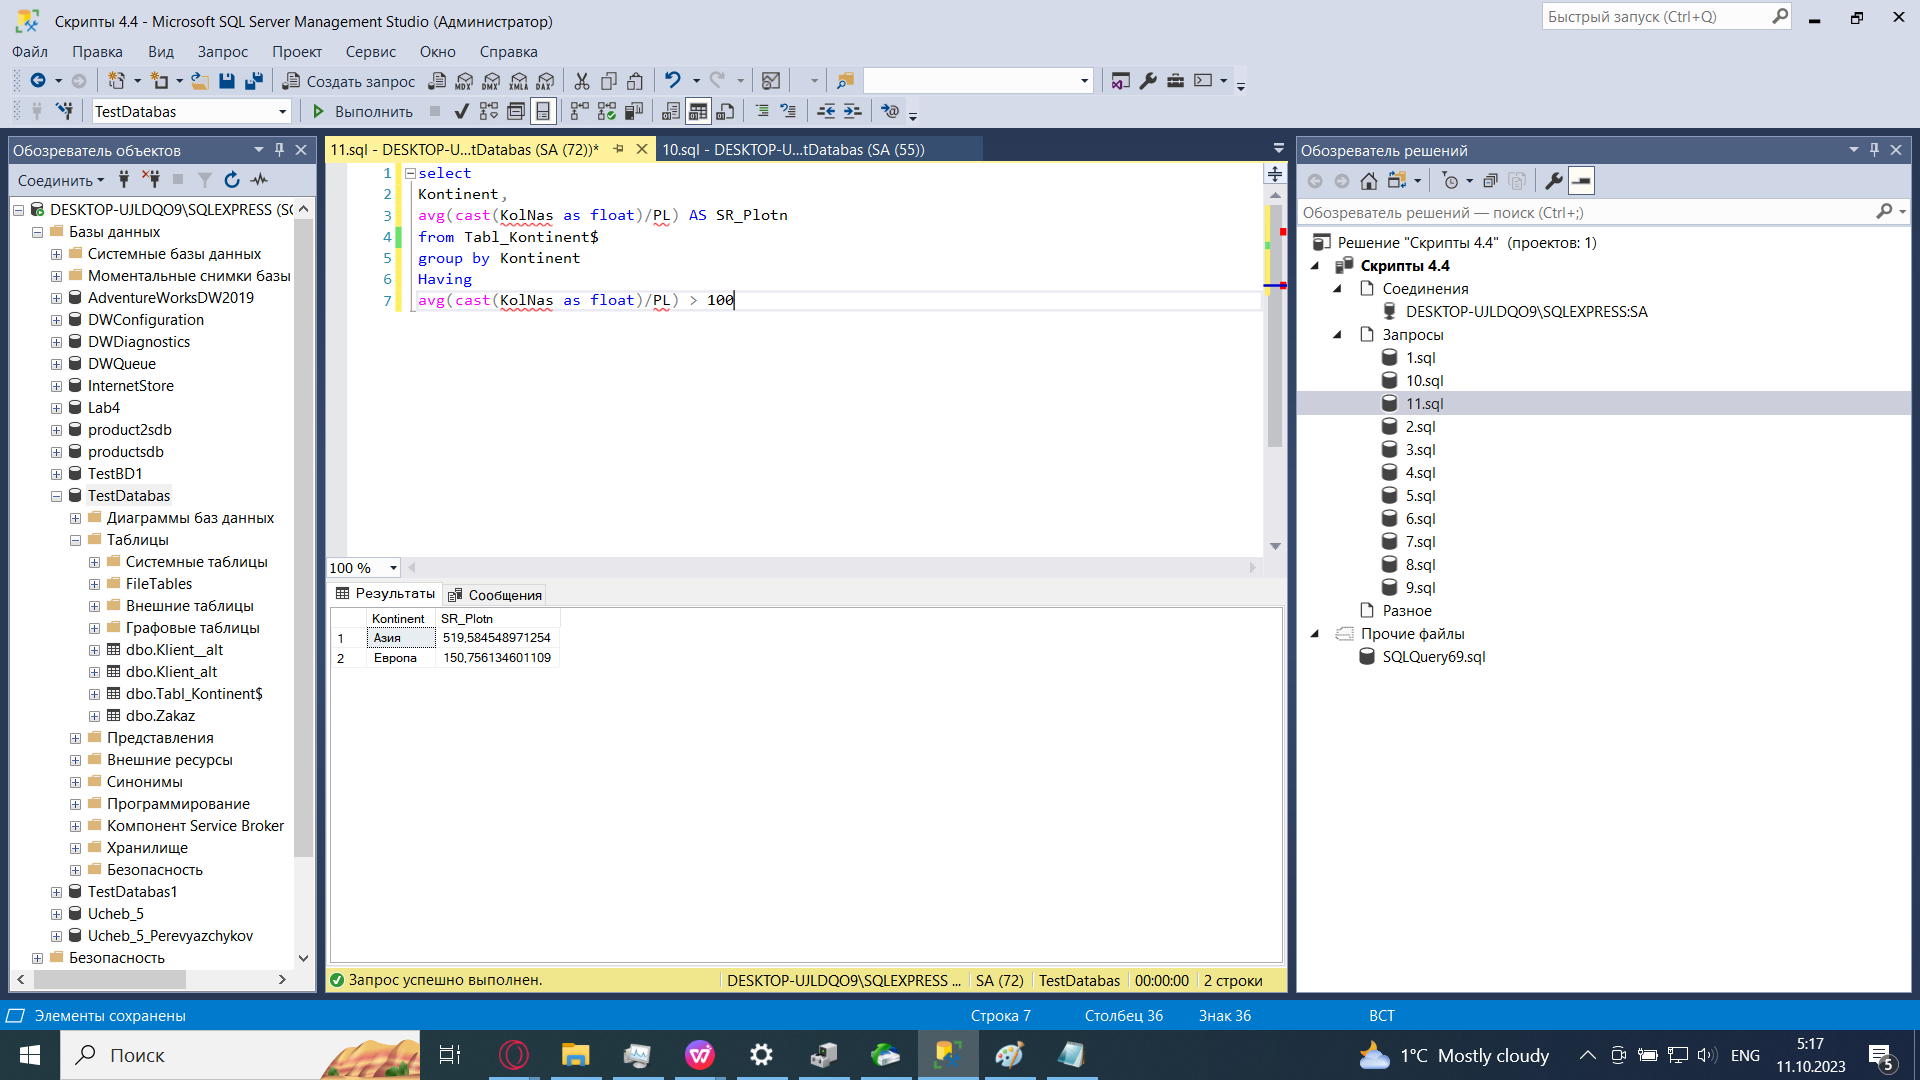 Скрипты 4.4 - Microsoft SQL Server Management Studio (Администратор)
Быстрый запуск (Ctrl+Q)
Файл Правка Вид Запрос Проект Сервис Окно Справка
Создать запрос
TestDatabas
Выполнить
Обозреватель объектов
Соединить
DESKTOP-UJLDQO9\SQLEXPRESS (SQ
Базы данных
Системные базы данных
Моментальные снимки базы
AdventureWorksDW2019
DWConfiguration
DWDiagnostics
DWQueue
InternetStore
Lab4
product2sdb
productsdb
TestBD1
TestDatabas
Диаграммы баз данных
Таблицы
Системные таблицы
FileTables
Внешние таблицы
Графовые таблицы
dbo.Klient__alt
dbo.Klient_alt
dbo.Tabl_Kontinent$
dbo.Zakaz
Представления
Внешние ресурсы
Синонимы
Программирование
Компонент Service Broker
Хранилище
Безопасность
TestDatabas1
Ucheb_5
Ucheb_5_Perevyazchykov
Безопасность
11.sql - DESKTOP-U...tDatabas (SA (72))*
10.sql - DESKTOP-U...tDatabas (SA (55))
1 select
2 Kontinent,
3 avg(cast(KolNas as float)/PL) AS SR_Plotn
4 from Tabl_Kontinent$
5 group by Kontinent
6 Having
7 avg(cast(KolNas as float)/PL) > 100
100 %
Результаты
Сообщения
Kontinent SR_Plotn
1 Азия 519,584548971254
2 Европа 150,756134601109
Запрос успешно выполнен.
DESKTOP-UJLDQO9\SQLEXPRESS ...
SA (72)
TestDatabas
00:00:00
2 строки
Обозреватель решений
Обозреватель решений — поиск (Ctrl+;)
Решение "Скрипты 4.4" (проектов: 1)
Скрипты 4.4
Соединения
DESKTOP-UJLDQO9\SQLEXPRESS:SA
Запросы
1.sql
10.sql
11.sql
2.sql
3.sql
4.sql
5.sql
6.sql
7.sql
8.sql
9.sql
Разное
Прочие файлы
SQLQuery69.sql
Элементы сохранены
Строка 7
Столбец 36
Знак 36
ВСТ
Поиск
1°C Mostly cloudy
ENG
5:17
11.10.2023
5